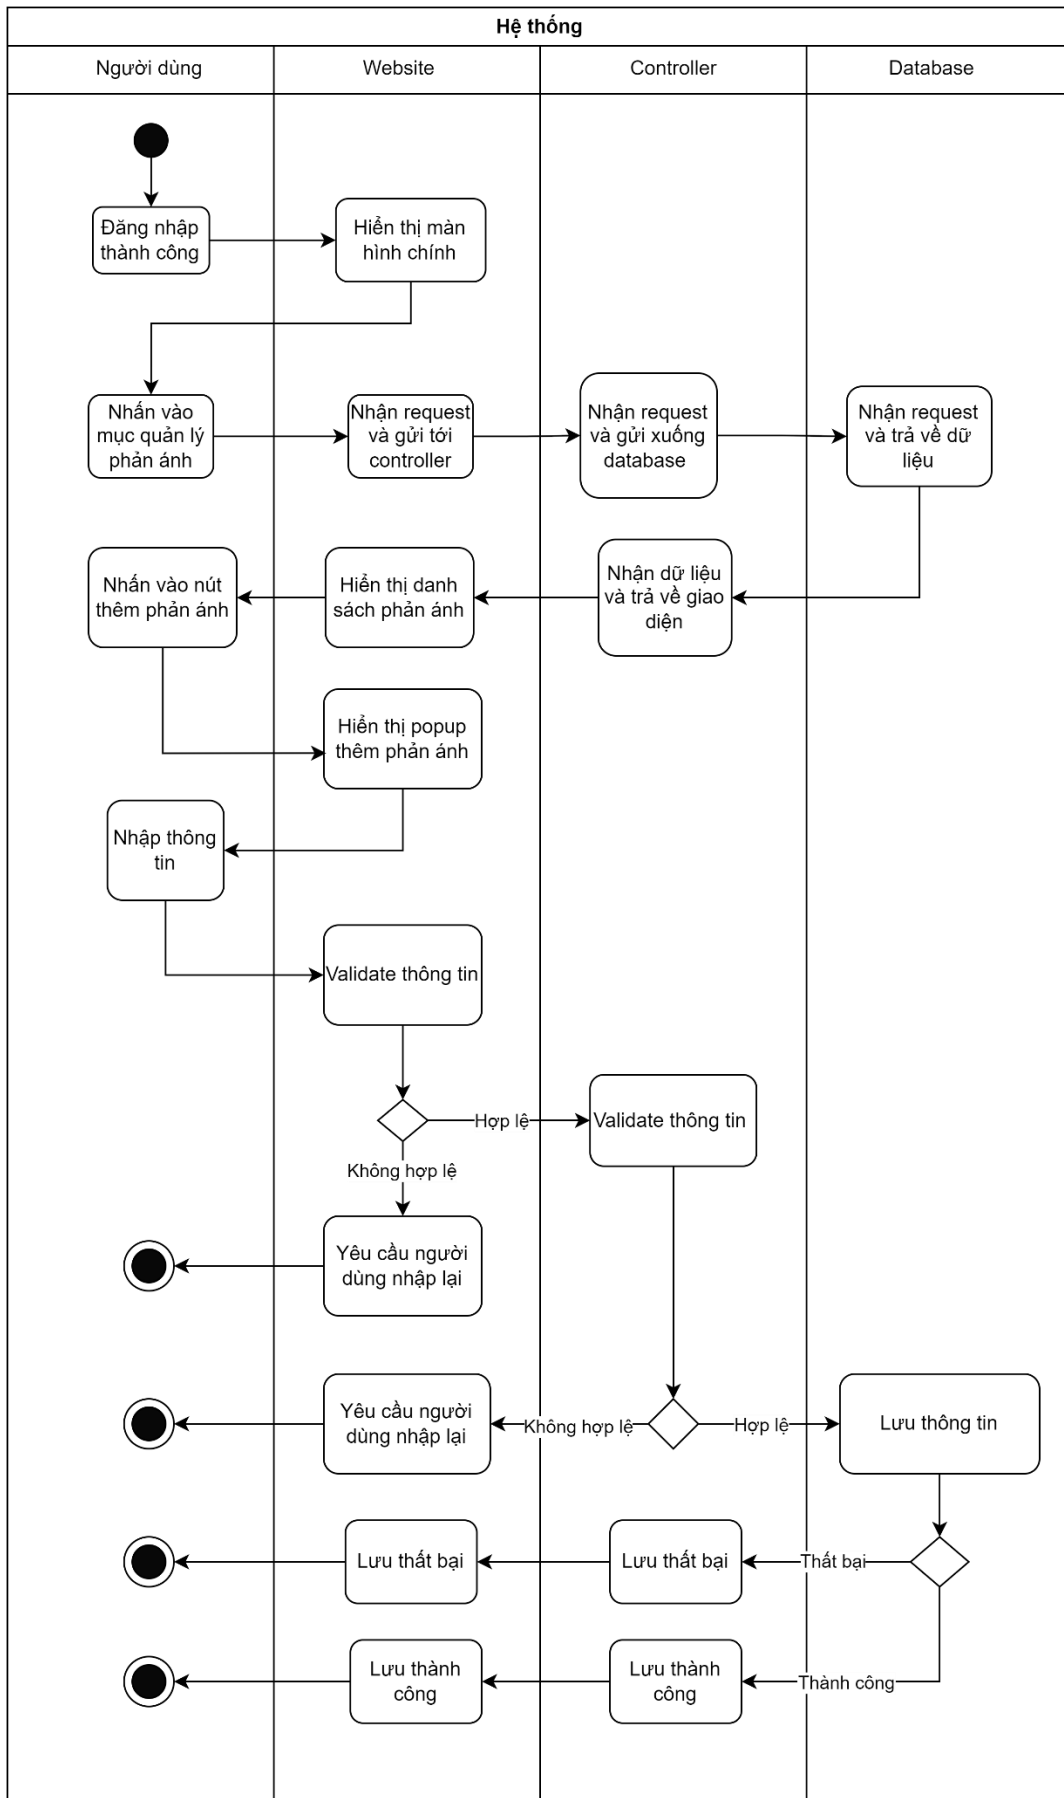 Hệ thống
Người dùng
Website
Controller
Database
Đăng nhập
thành công
Hiển thị màn
hình chính
Nhấn vào
mục quản lý
phản ánh
Nhận request
và gửi tới
controller
Nhận request
và gửi xuống
database
Nhận request
và trả về dữ
liệu
Nhấn vào nút
thêm phản ánh
Hiển thị danh
sách phản ánh
Nhận dữ liệu
và trả về giao
diện
Hiển thị popup
thêm phản ánh
Nhập thông
tin
Validate thông tin
Hợp lệ
Validate thông tin
Không hợp lệ
Yêu cầu người
dùng nhập lại
Yêu cầu người
dùng nhập lại
Không hợp lệ
Hợp lệ
Lưu thông tin
Lưu thất bại
Lưu thất bại
Thất bại
Lưu thành
công
Lưu thành
công
Thành công